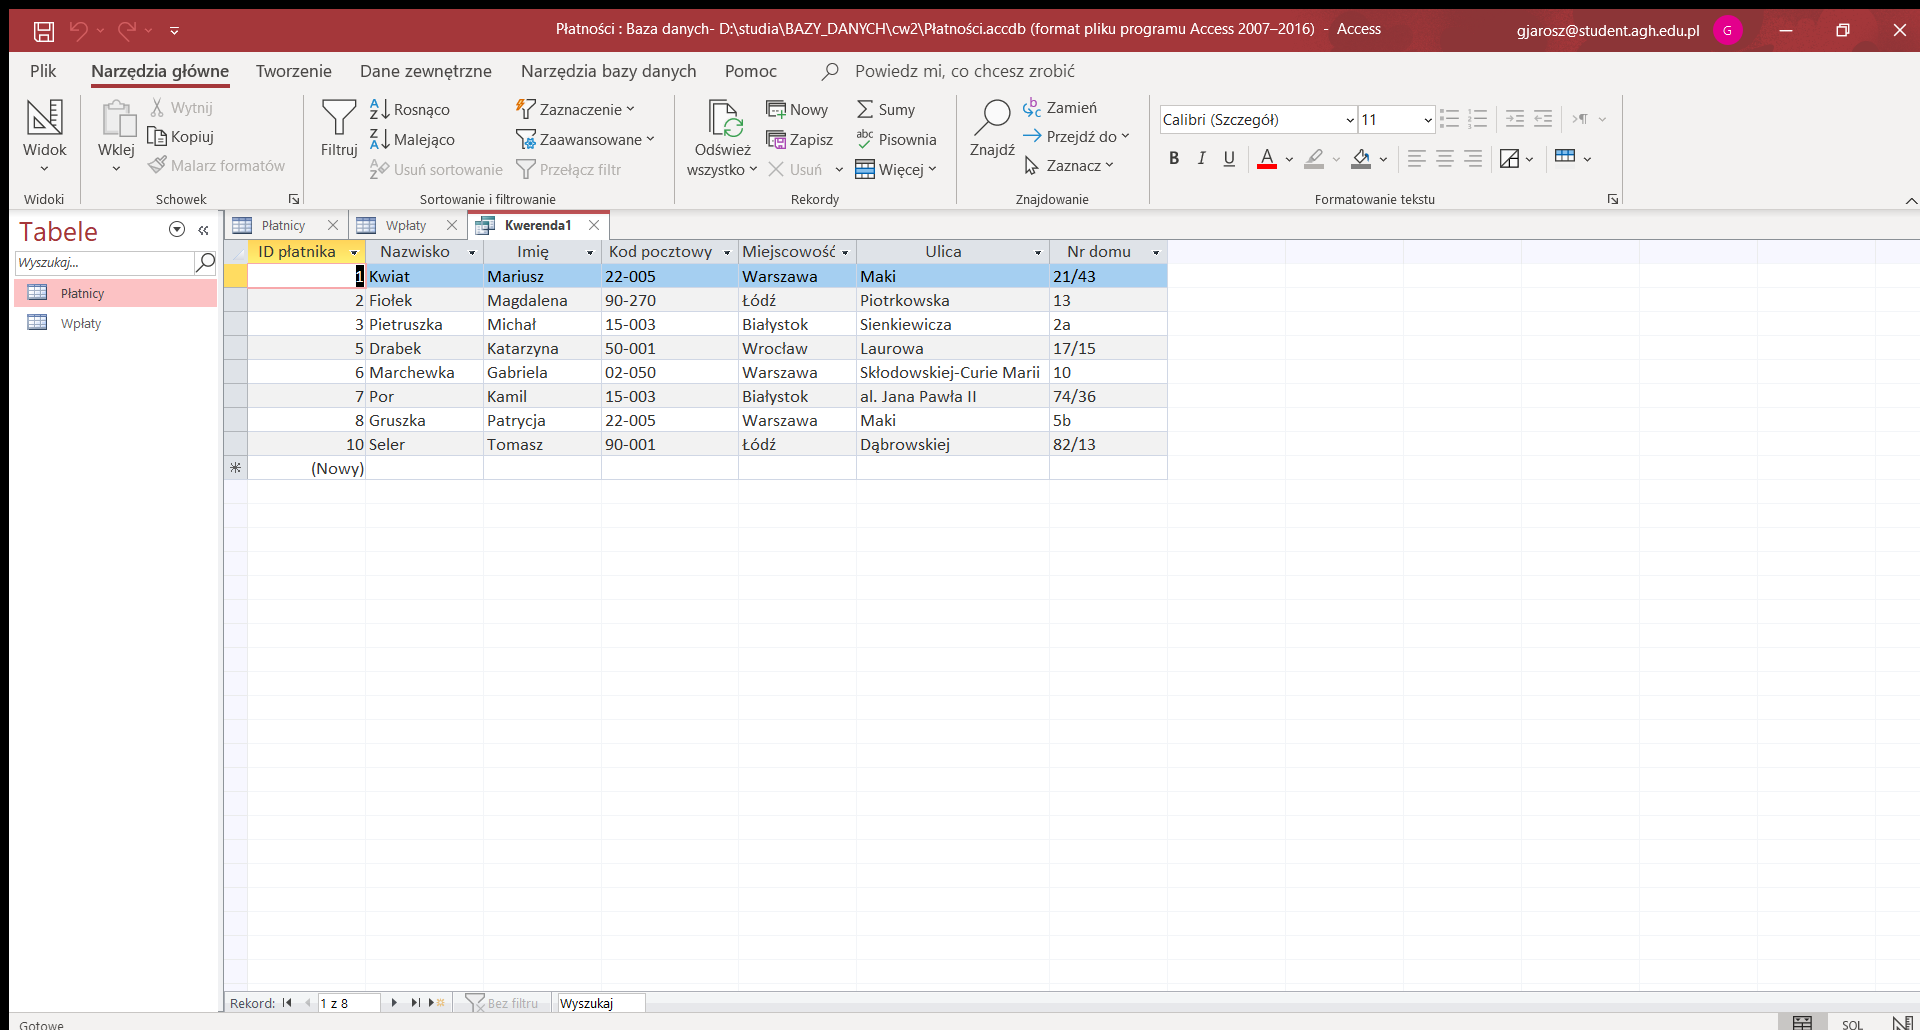 Płatności : Baza danych- D:\studia\BAZY_DANYCH\cw2\Płatności.accdb (format pliku programu Access 2007–2016) - Access
gjarosz@student.agh.edu.pl G
Plik Narzędzia główne Tworzenie Dane zewnętrzne Narzędzia bazy danych Pomoc Powiedz mi, co chcesz zrobić
Widok
Widoki
Wklej
Wytnij
Kopiuj
Malarz formatów
Schowek
Filtruj
Rosnąco
Malejąco
Usuń sortowanie
Zaznaczenie
Zaawansowane
Przełącz filtr
Sortowanie i filtrowanie
Odśwież
wszystko
Nowy
Zapisz
Usuń
Sumy
Pisownia
Więcej
Rekordy
Znajdź
Zamień
Przejdź do
Zaznacz
Znajdowanie
Calibri (Szczegół) 11
B I U A
Formatowanie tekstu
Tabele
Wyszukaj...
Płatnicy
Wpłaty
Płatnicy Wpłaty Kwerenda1
ID płatnika Nazwisko Imię Kod pocztowy Miejscowość Ulica Nr domu
1 Kwiat Mariusz 22-005 Warszawa Maki 21/43
2 Fiołek Magdalena 90-270 Łódź Piotrkowska 13
3 Pietruszka Michał 15-003 Białystok Sienkiewicza 2a
5 Drabek Katarzyna 50-001 Wrocław Laurowa 17/15
6 Marchewka Gabriela 02-050 Warszawa Skłodowskiej-Curie Marii 10
7 Por Kamil 15-003 Białystok al. Jana Pawła II 74/36
8 Gruszka Patrycja 22-005 Warszawa Maki 5b
10 Seler Tomasz 90-001 Łódź Dąbrowskiej 82/13
(Nowy)
Rekord: 1 z 8 Bez filtru Wyszukaj
Gotowe SQL